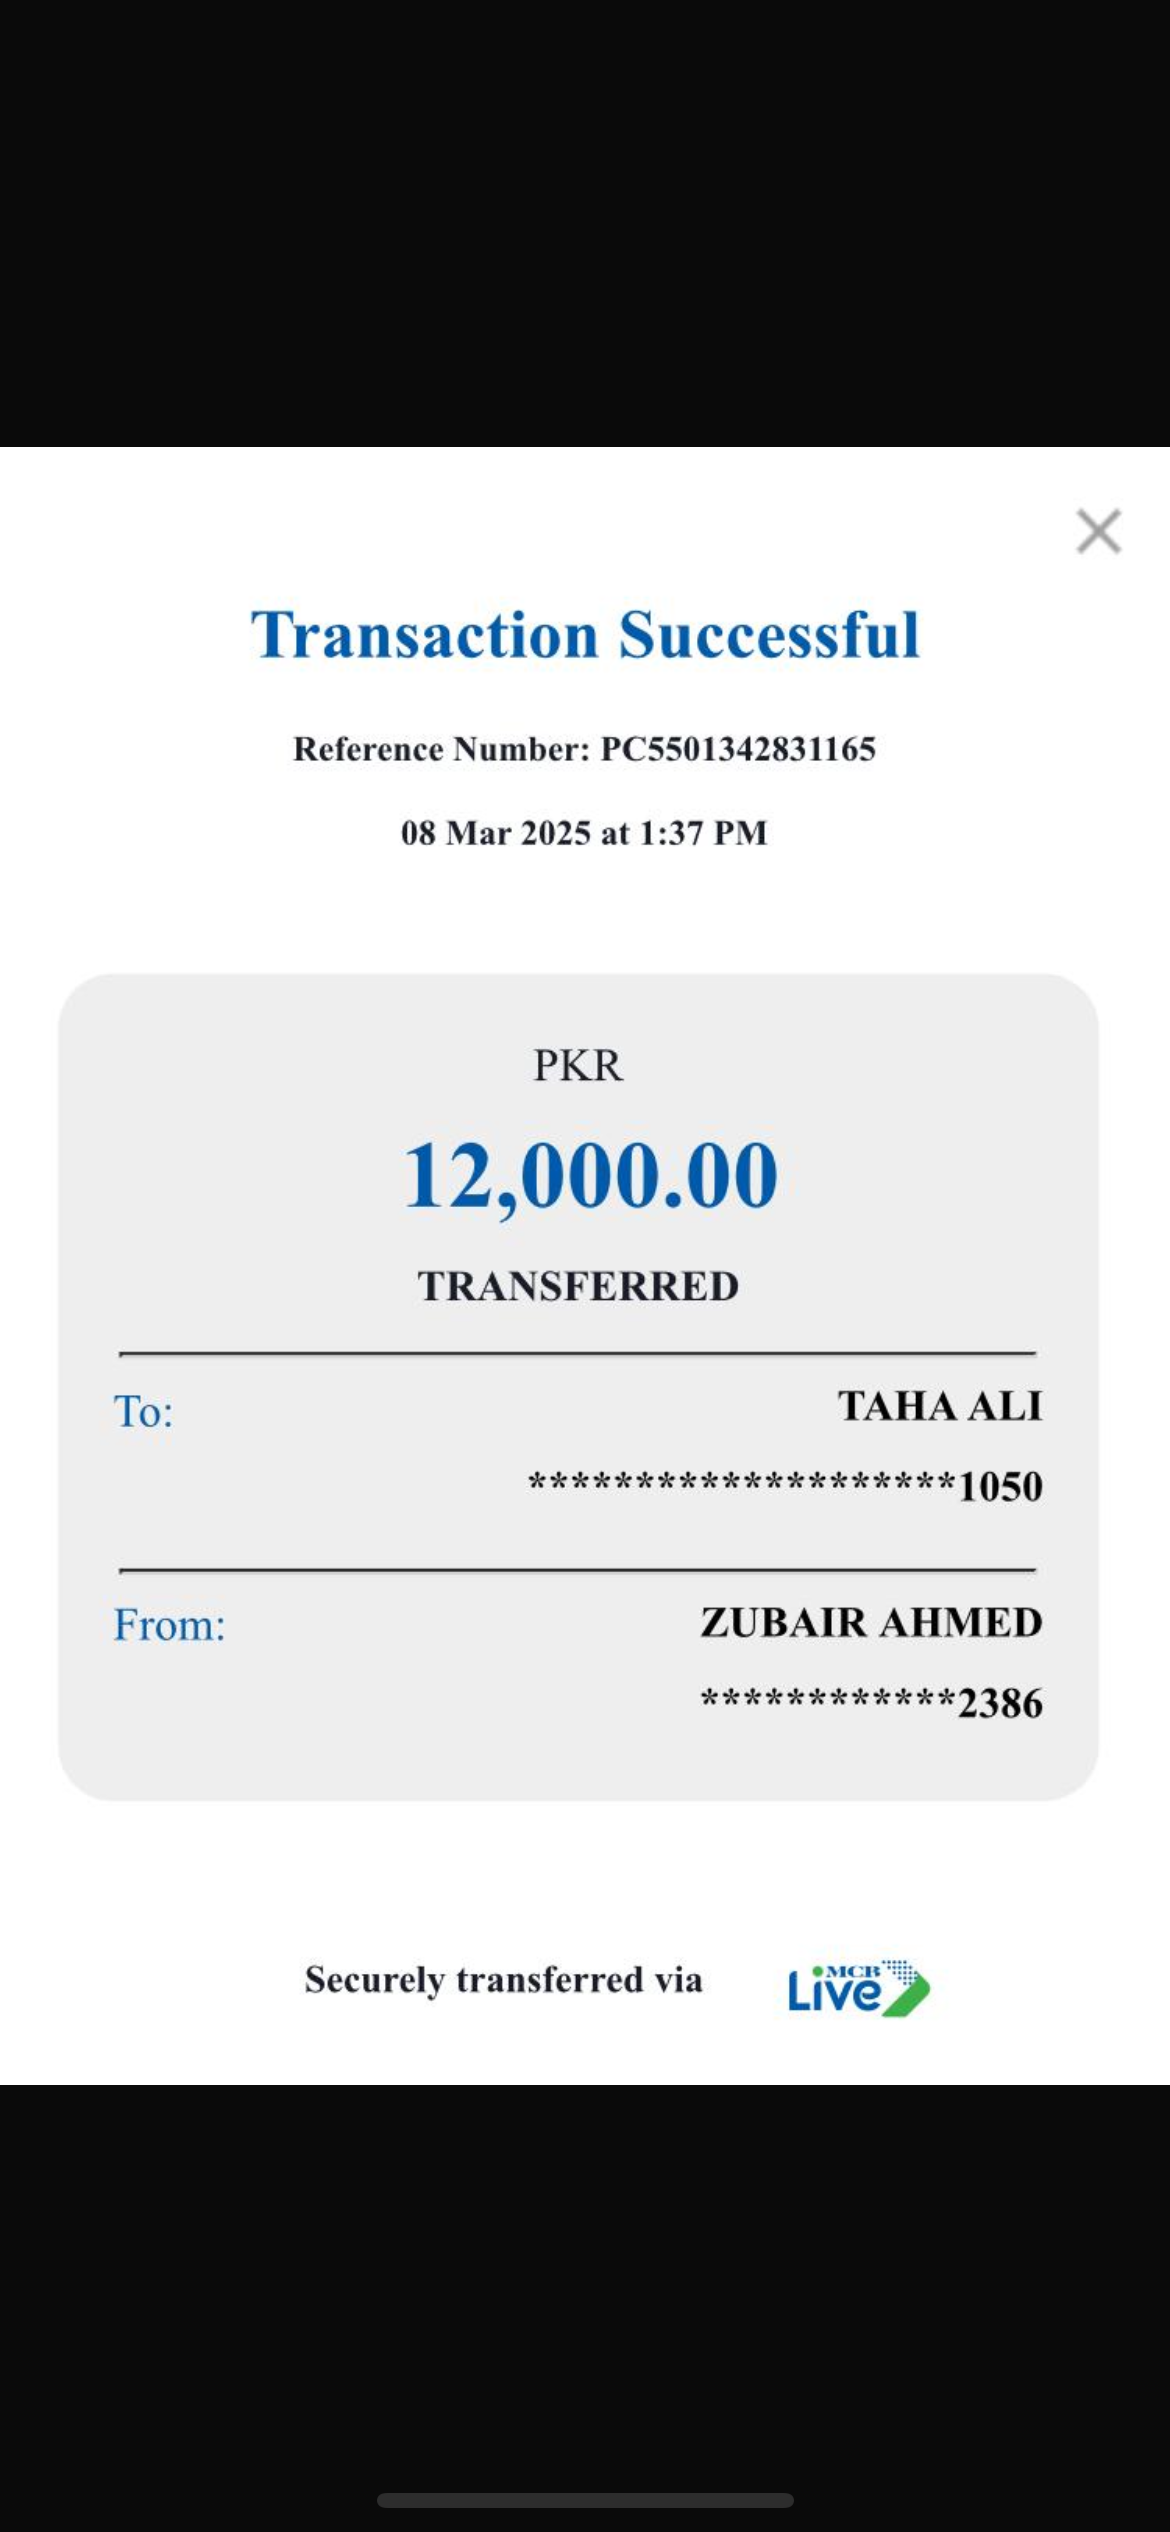 Transaction Successful
Reference Number: PC5501342831165
08 Mar 2025 at 1:37 PM
PKR
12,000.00
TRANSFERRED
To:
TAHA ALI
********************1050
From:
ZUBAIR AHMED
************2386
Securely transferred via
MCB
Live